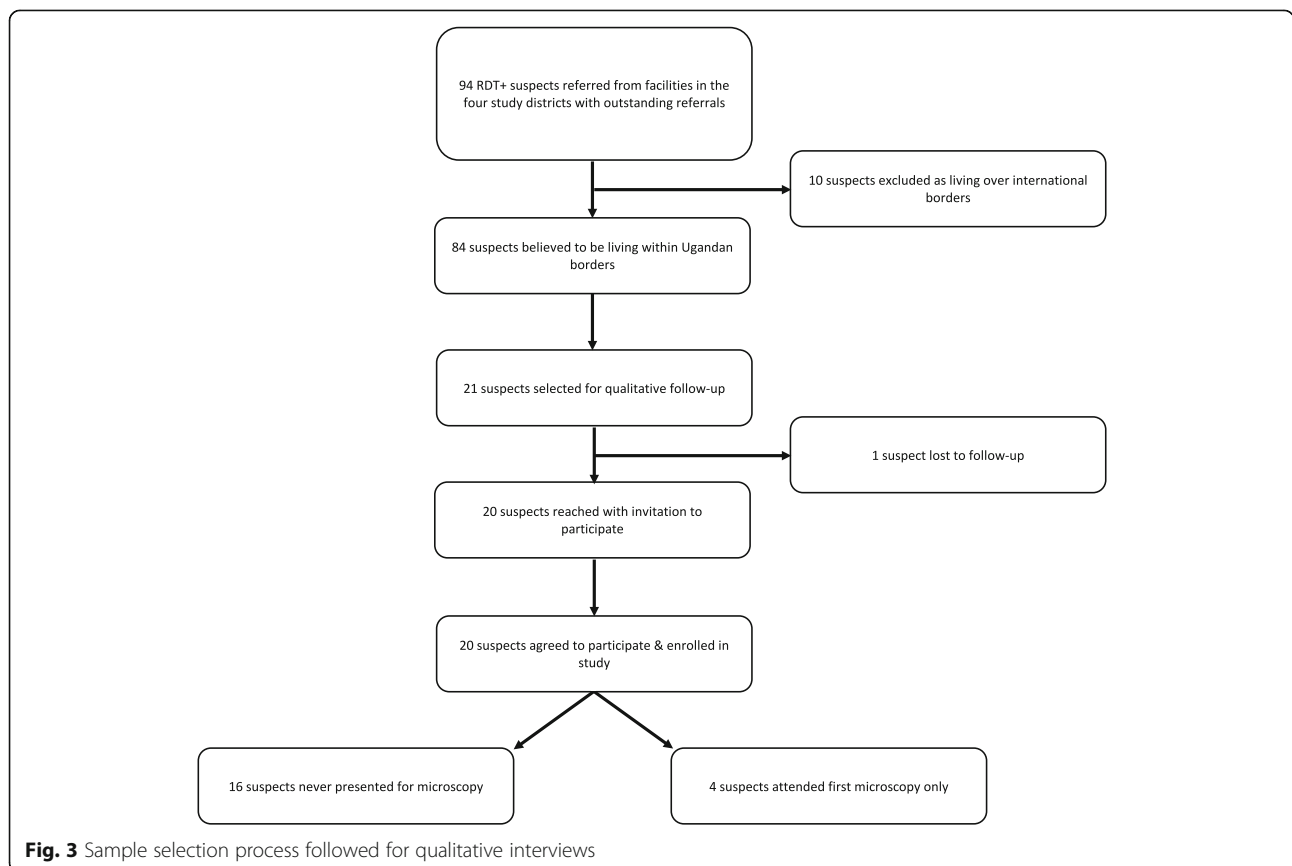 94 RDT+ suspects referred from facilities in the
four study districts with outstanding referrals
10 suspects excluded as living over international
borders
84 suspects believed to be living within Ugandan
borders
21 suspects selected for qualitative follow-up
1 suspect lost to follow-up
20 suspects reached with invitation to
participate
20 suspects agreed to participate & enrolled in
study
16 suspects never presented for microscopy
4 suspects attended first microscopy only
Fig. 3 Sample selection process followed for qualitative interviews